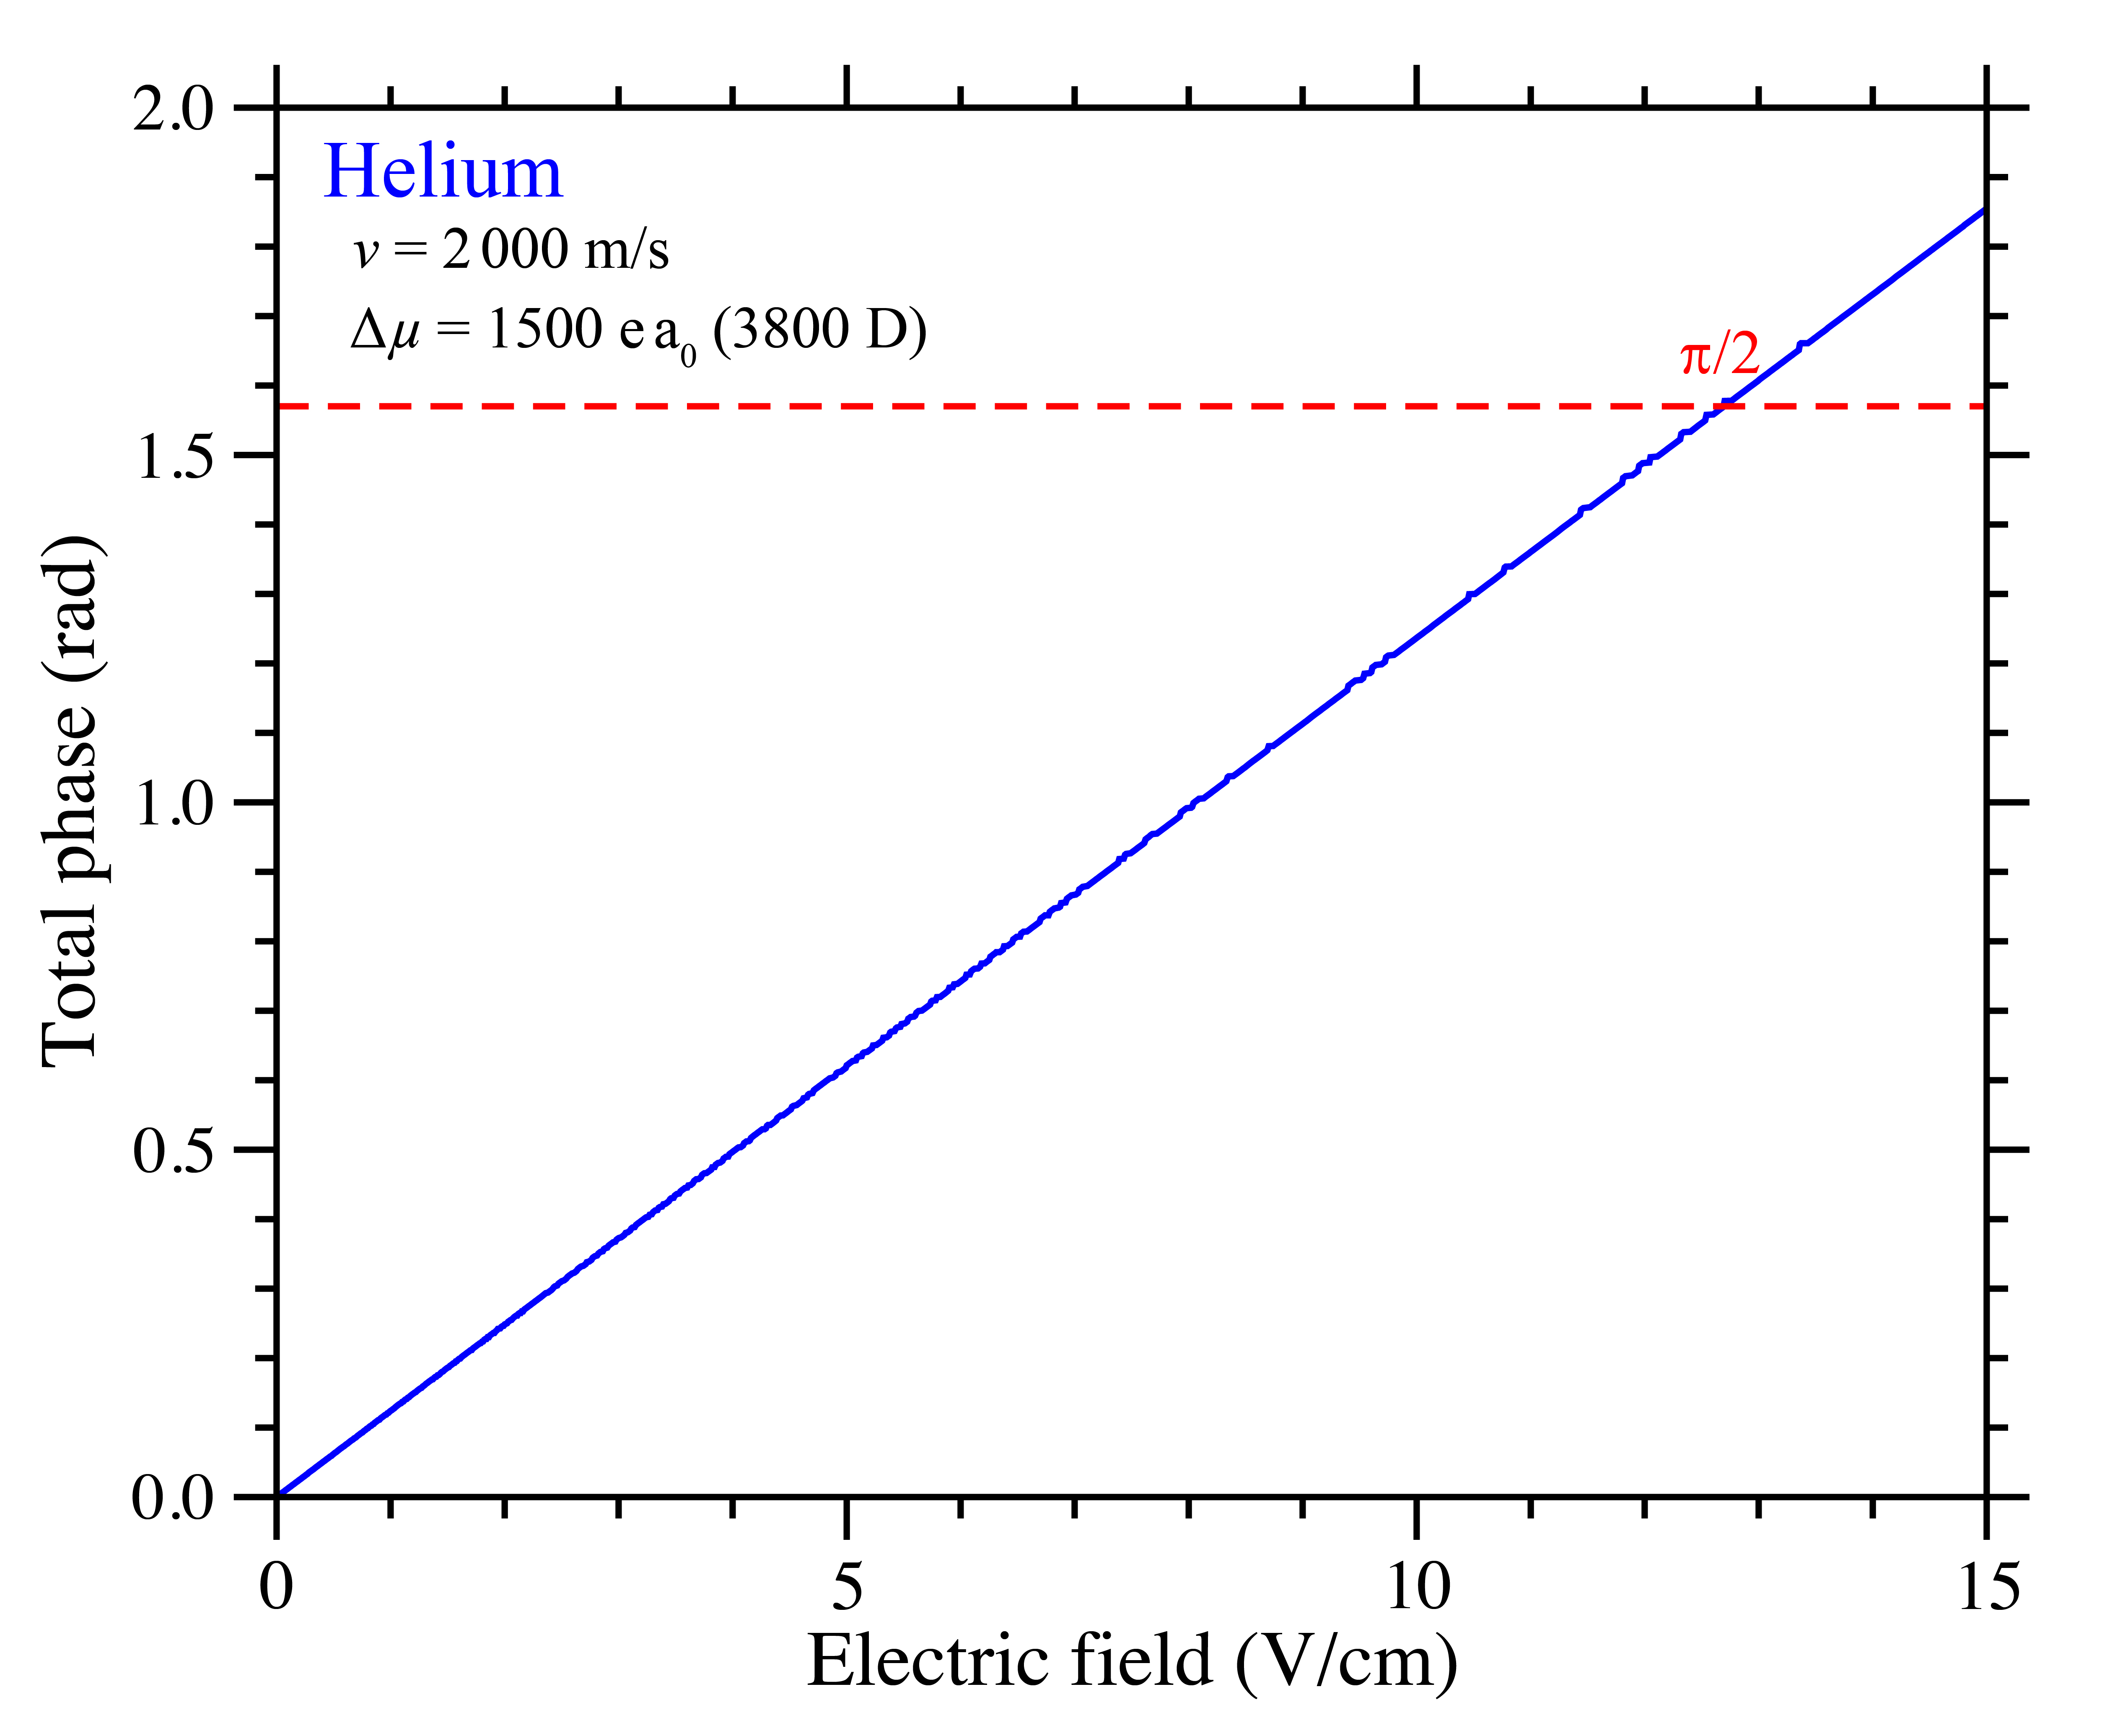 2.0
Helium
v = 2 000 m/s
Δμ = 1500 e a₀ (3800 D)
π/2
1.5
1.0
0.5
0.0
Total phase (rad)
0 5 10 15
Electric field (V/cm)